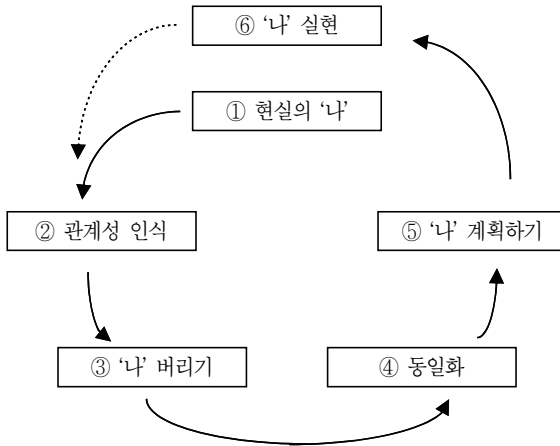 ⑥ ‘나’ 실현
① 현실의 ‘나’
② 관계성 인식
⑤ ‘나’ 계획하기
③ ‘나’ 버리기
④ 동일화